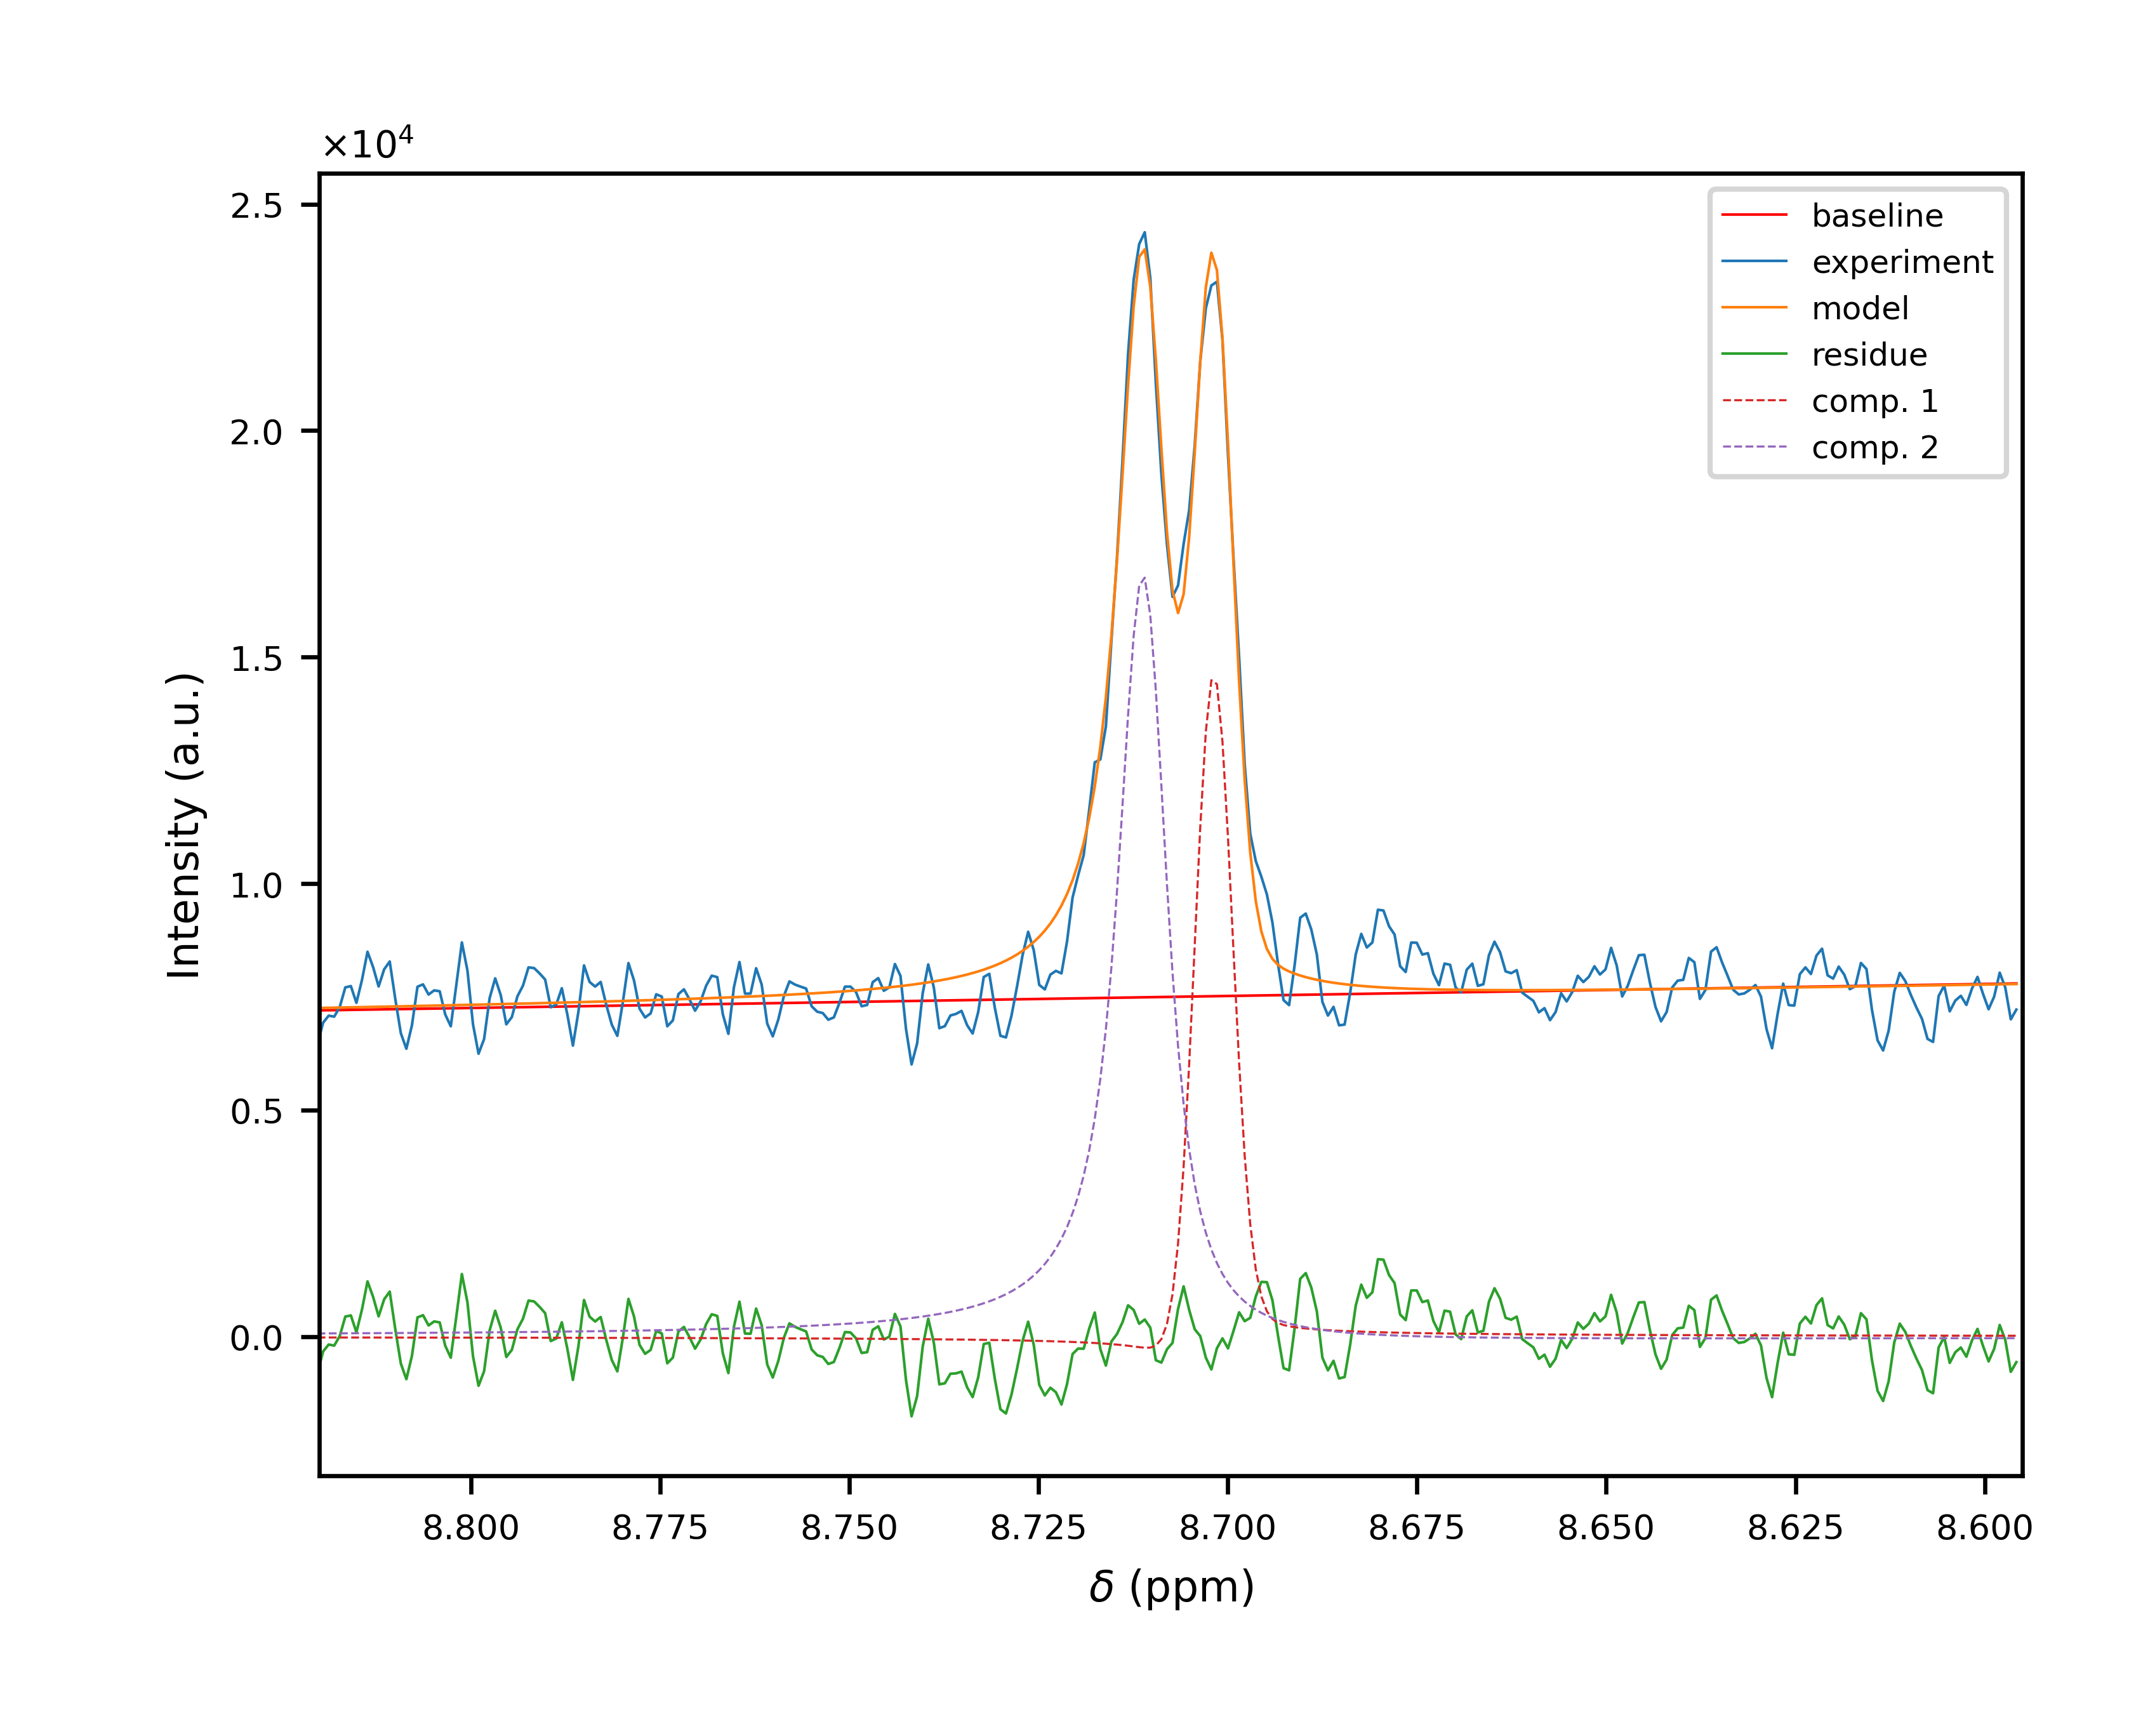 ×10⁴
2.5
2.0
1.5
1.0
0.5
0.0
Intensity (a.u.)
baseline
experiment
model
residue
comp. 1
comp. 2
8.800 8.775 8.750 8.725 8.700 8.675 8.650 8.625 8.600
δ (ppm)